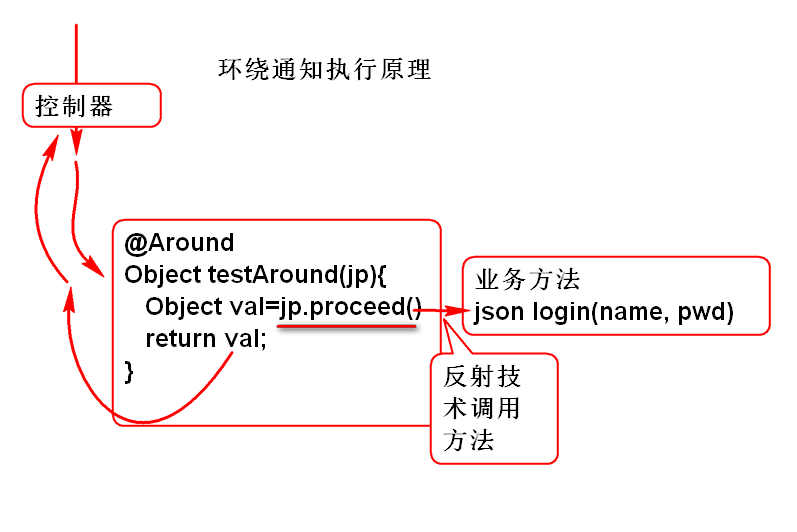 环绕通知执行原理
控制器
@Around
Object testAround(jp){
Object val=jp.proceed()
return val;
}
业务方法
json login(name, pwd)
反射技
术调用
方法